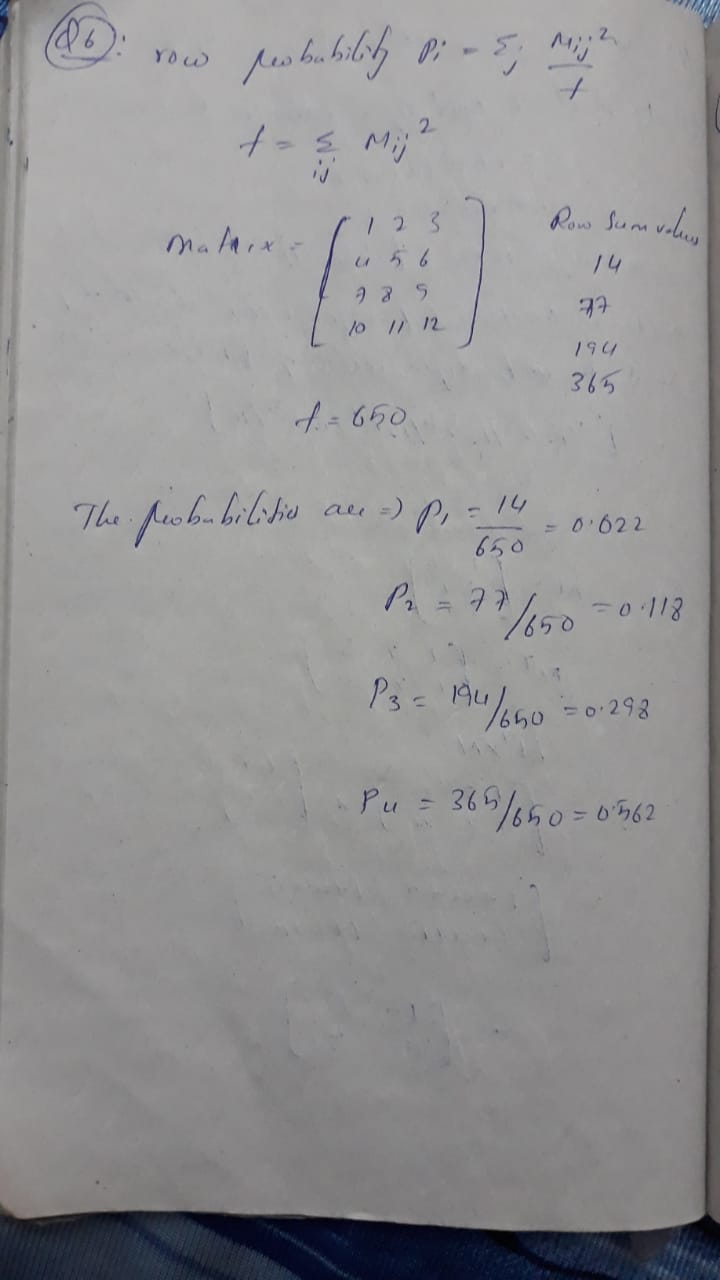 Q6: row probability Pi = Σj Mij²/f
f = Σij Mij²
Matrix = [1 2 3 Row Sum values
4 5 6 14
7 8 9 77
10 11 12] 194
365
f = 650
The probabilities are => P1 = 14/650 = 0.022
P2 = 77/650 = 0.118
P3 = 194/650 = 0.298
P4 = 365/650 = 0.562